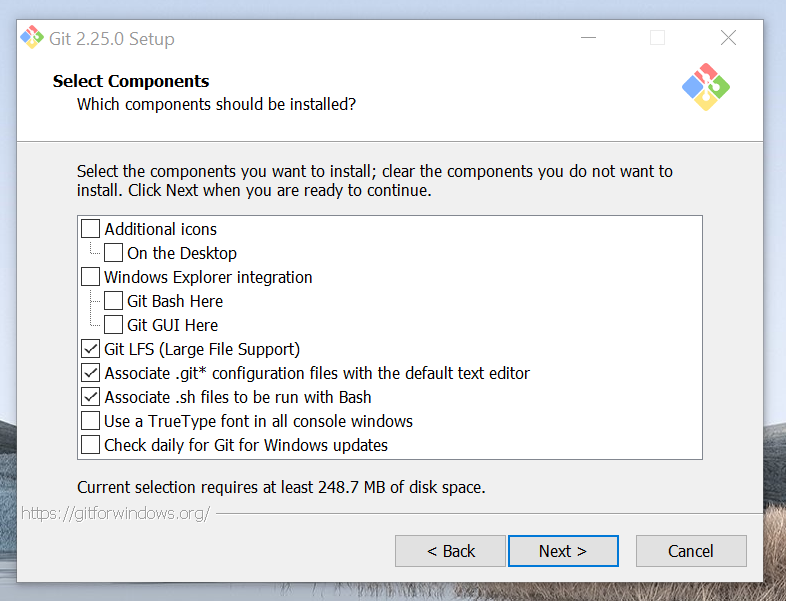 Git 2.25.0 Setup
Select Components
Which components should be installed?
Select the components you want to install; clear the components you do not want to
install. Click Next when you are ready to continue.
Additional icons
On the Desktop
Windows Explorer integration
Git Bash Here
Git GUI Here
Git LFS (Large File Support)
Associate .git* configuration files with the default text editor
Associate .sh files to be run with Bash
Use a TrueType font in all console windows
Check daily for Git for Windows updates
Current selection requires at least 248.7 MB of disk space.
https://gitforwindows.org/
< Back
Next >
Cancel